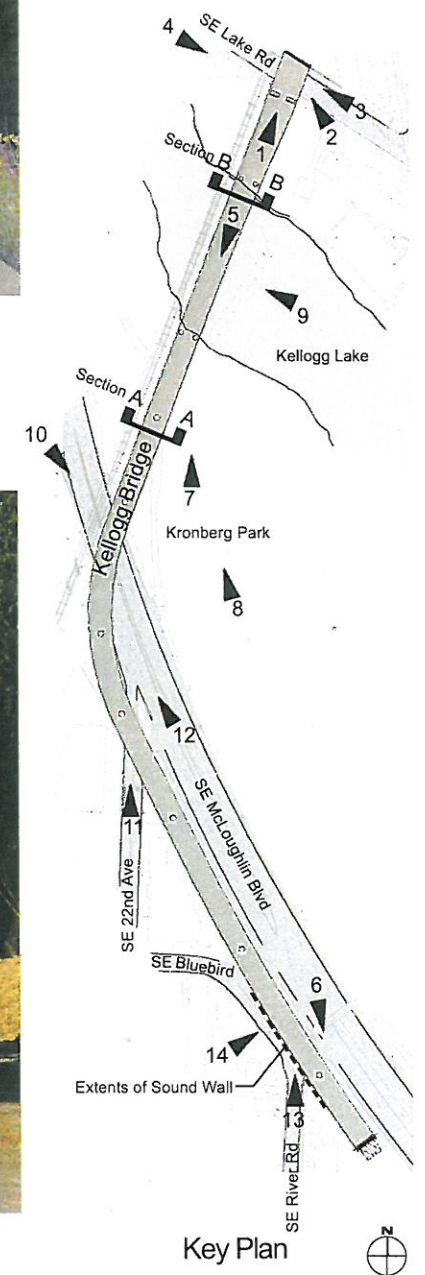 4
SE Lake Rd
3
2
1
Section B
B
5
9
Kellogg Lake
Section A
A
10
7
Kellogg Bridge
Kronberg Park
8
12
SE McLoughlin Blvd
11
SE 22nd Ave
SE Bluebird
6
14
Extents of Sound Wall
13
SE River Rd
Key Plan
N